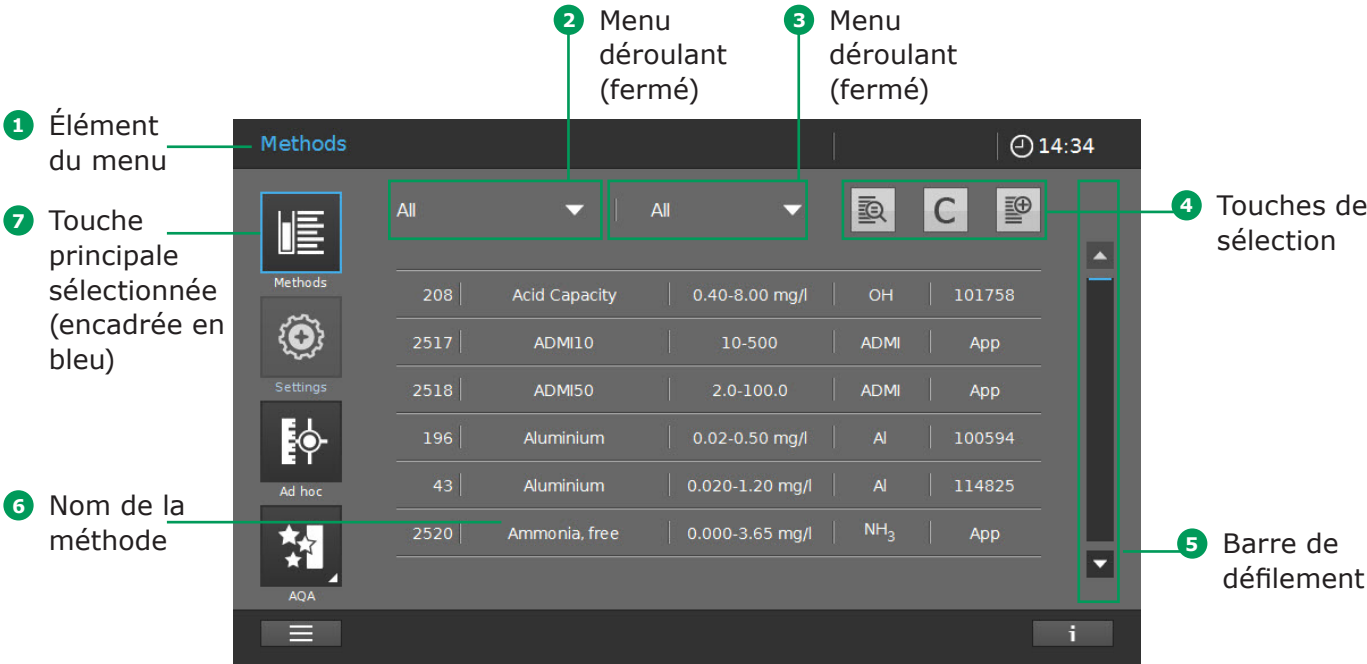 2 Menu
déroulant
(fermé)
3 Menu
déroulant
(fermé)
1 Élément
du menu
Methods
14:34
7 Touche
principale
sélectionnée
(encadrée en
bleu)
All
All
C
4 Touches de
sélection
Methods
Settings
Ad hoc
AQA
208 Acid Capacity 0.40-8.00 mg/l OH 101758
2517 ADMI10 10-500 ADMI App
2518 ADMI50 2.0-100.0 ADMI App
196 Aluminium 0.02-0.50 mg/l Al 100594
43 Aluminium 0.020-1.20 mg/l Al 114825
2520 Ammonia, free 0.000-3.65 mg/l NH₃ App
6 Nom de la
méthode
5 Barre de
défilement
i